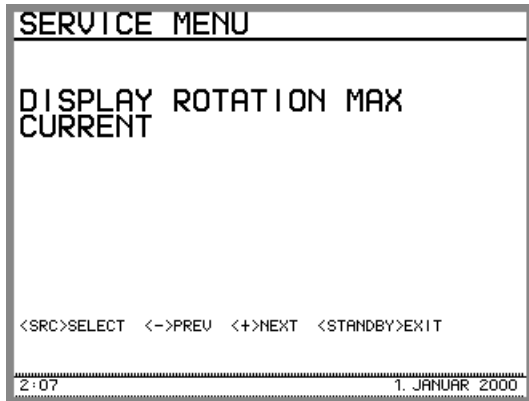 SERVICE MENU
DISPLAY ROTATION MAX
CURRENT
<SRC>SELECT <->PREV <+>NEXT <STANDBY>EXIT
2:07 1. JANUAR 2000